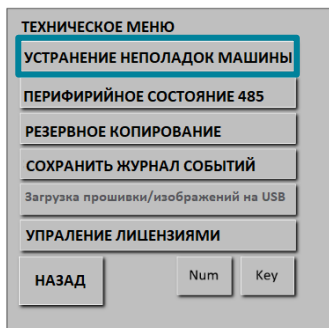 ТЕХНИЧЕСКОЕ МЕНЮ
УСТРАНЕНИЕ НЕПОЛАДОК МАШИНЫ
ПЕРИФИРИЙНОЕ СОСТОЯНИЕ 485
РЕЗЕРВНОЕ КОПИРОВАНИЕ
СОХРАНИТЬ ЖУРНАЛ СОБЫТИЙ
Загрузка прошивки/изображений на USB
УПРАЛЕНИЕ ЛИЦЕНЗИЯМИ
НАЗАД Num Key